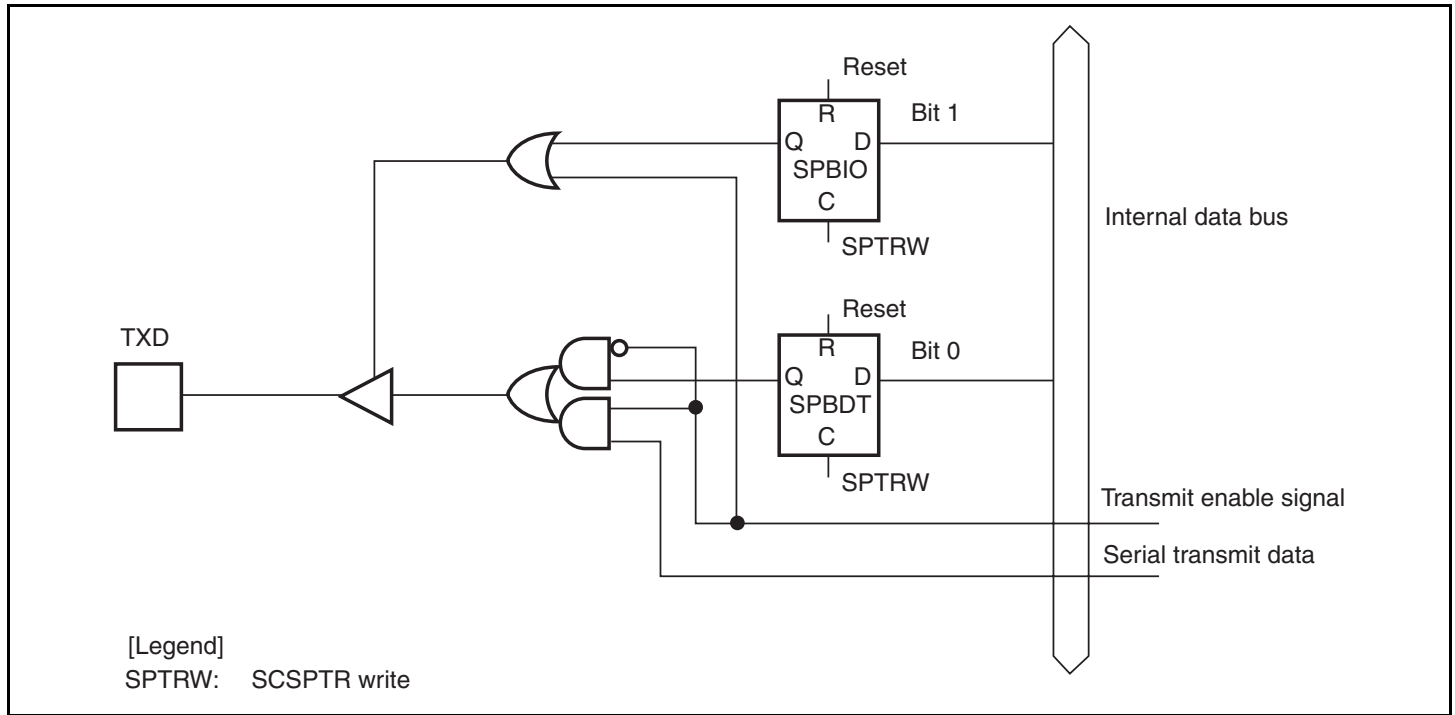 Reset
R
Bit 1
Q
D
SPBIO
C
SPTRW
Internal data bus
Reset
TXD
R
Bit 0
Q
D
SPBDT
C
SPTRW
Transmit enable signal
Serial transmit data
[Legend]
SPTRW: SCSPTR write